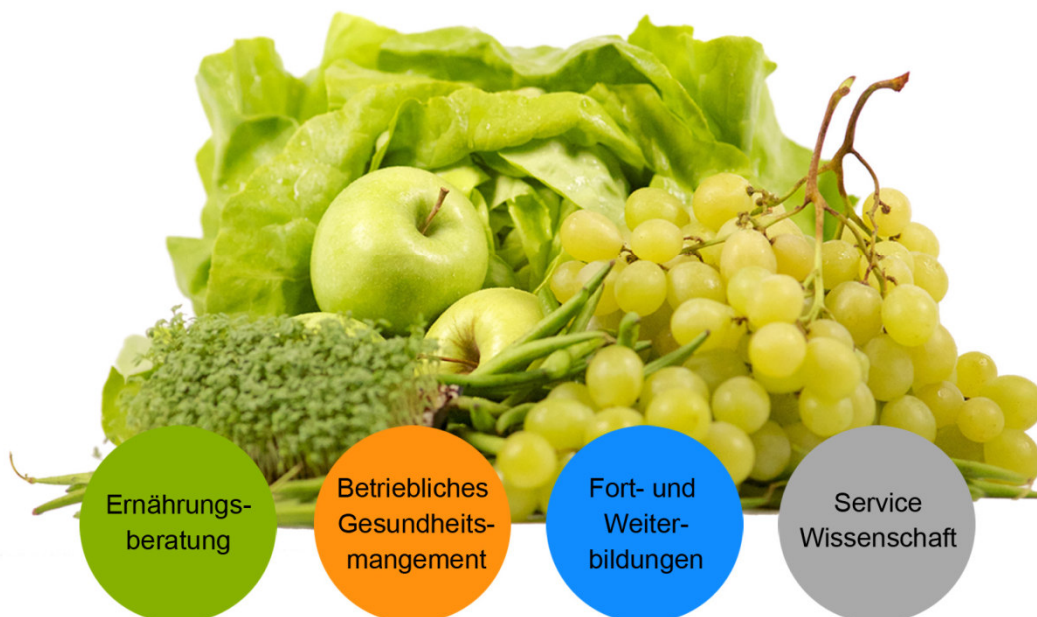 Ernährungs-
beratung
Betriebliches
Gesundheits-
mangement
Fort- und
Weiter-
bildungen
Service
Wissenschaft